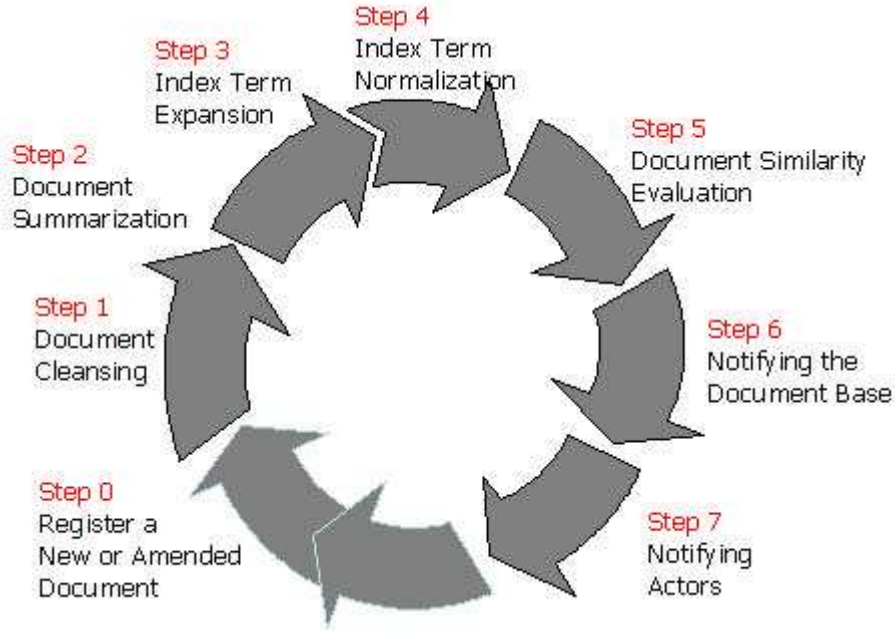 Step 0
Register a
New or Amended
Document
Step 1
Document
Cleansing
Step 2
Document
Summarization
Step 3
Index Term
Expansion
Step 4
Index Term
Normalization
Step 5
Document Similarity
Evaluation
Step 6
Notifying the
Document Base
Step 7
Notifying
Actors